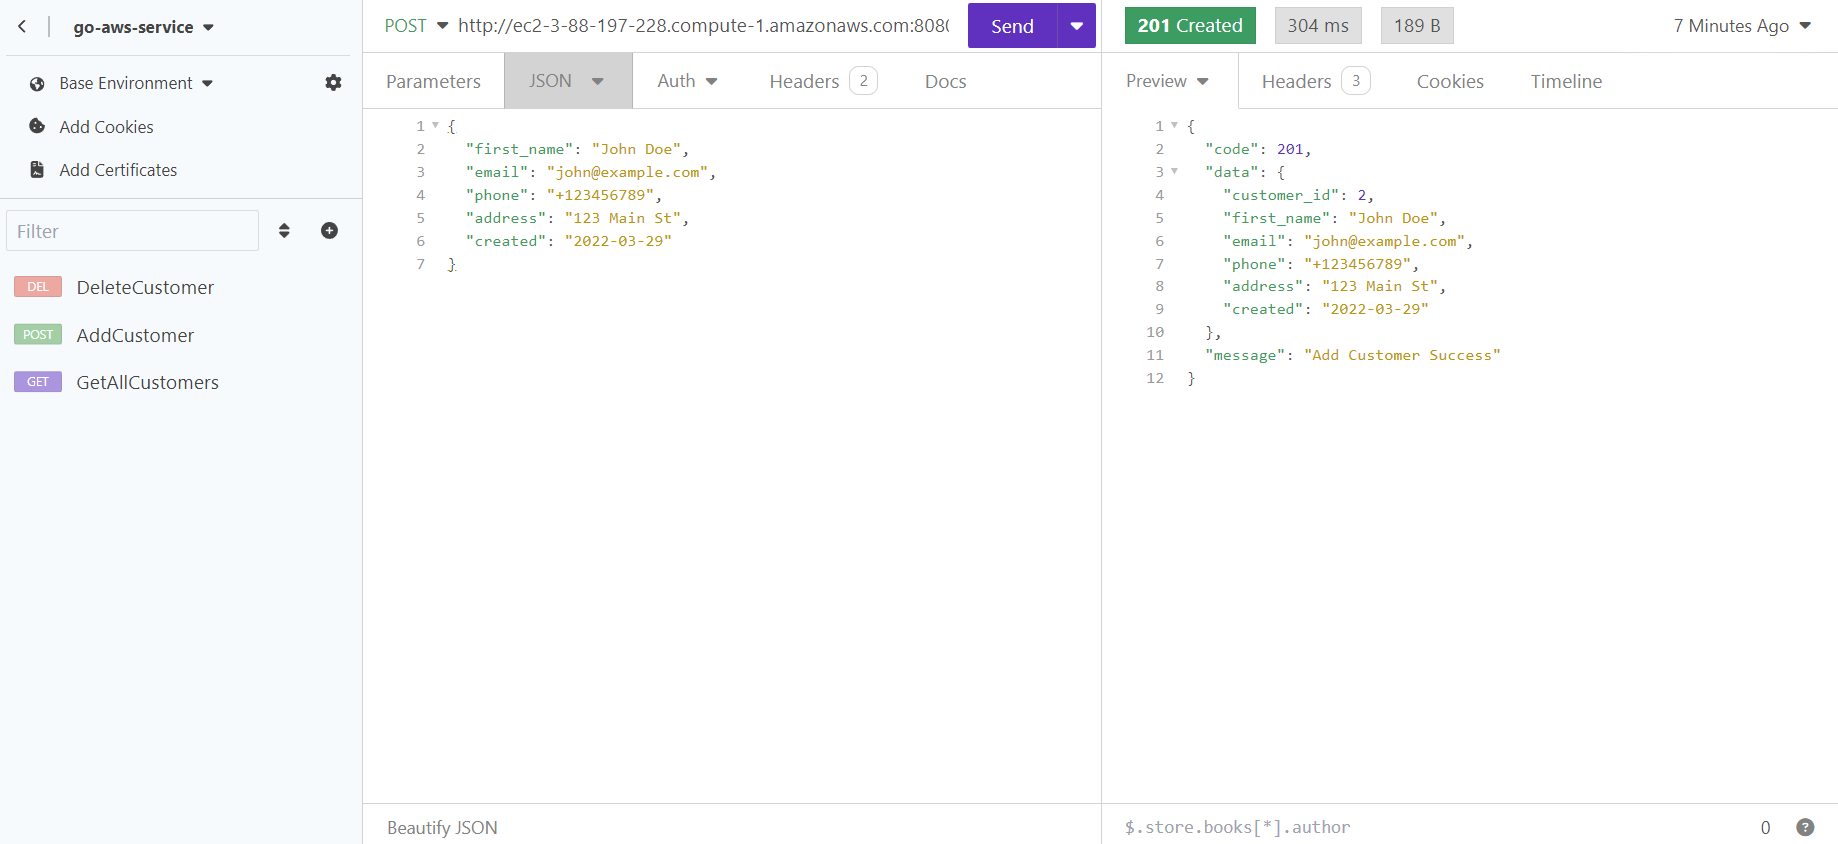 go-aws-service
Base Environment
Add Cookies
Add Certificates
Filter
DEL DeleteCustomer
POST AddCustomer
GET GetAllCustomers
POST http://ec2-3-88-197-228.compute-1.amazonaws.com:808 Send
Parameters JSON Auth Headers 2 Docs
1 {
2 "first_name": "John Doe",
3 "email": "john@example.com",
4 "phone": "+123456789",
5 "address": "123 Main St",
6 "created": "2022-03-29"
7 }
Beautify JSON
201 Created 304 ms 189 B 7 Minutes Ago
Preview Headers 3 Cookies Timeline
1 {
2 "code": 201,
3 "data": {
4 "customer_id": 2,
5 "first_name": "John Doe",
6 "email": "john@example.com",
7 "phone": "+123456789",
8 "address": "123 Main St",
9 "created": "2022-03-29"
10 },
11 "message": "Add Customer Success"
12 }
$.store.books[*].author 0 ?